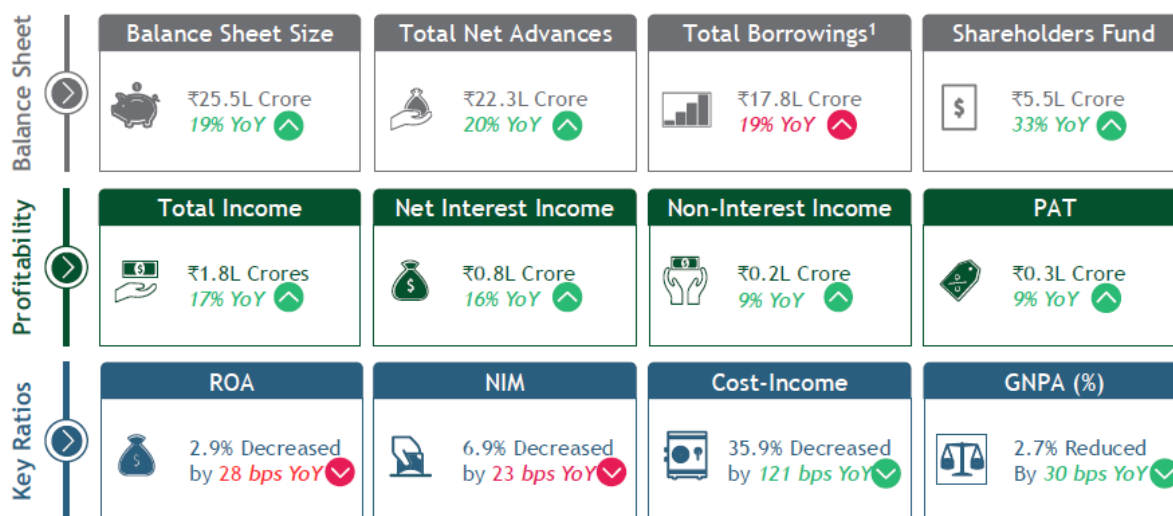 Balance Sheet
Balance Sheet Size
₹25.5L Crore
19% YoY
Total Net Advances
₹22.3L Crore
20% YoY
Total Borrowings¹
₹17.8L Crore
19% YoY
Shareholders Fund
$
₹5.5L Crore
33% YoY
Profitability
Total Income
$
₹1.8L Crores
17% YoY
Net Interest Income
$
₹0.8L Crore
16% YoY
Non-Interest Income
$
₹0.2L Crore
9% YoY
PAT
₹0.3L Crore
9% YoY
Key Ratios
ROA
$
2.9% Decreased
by 28 bps YoY
NIM
6.9% Decreased
by 23 bps YoY
Cost-Income
35.9% Decreased
by 121 bps YoY
GNPA (%)
2.7% Reduced
By 30 bps YoY